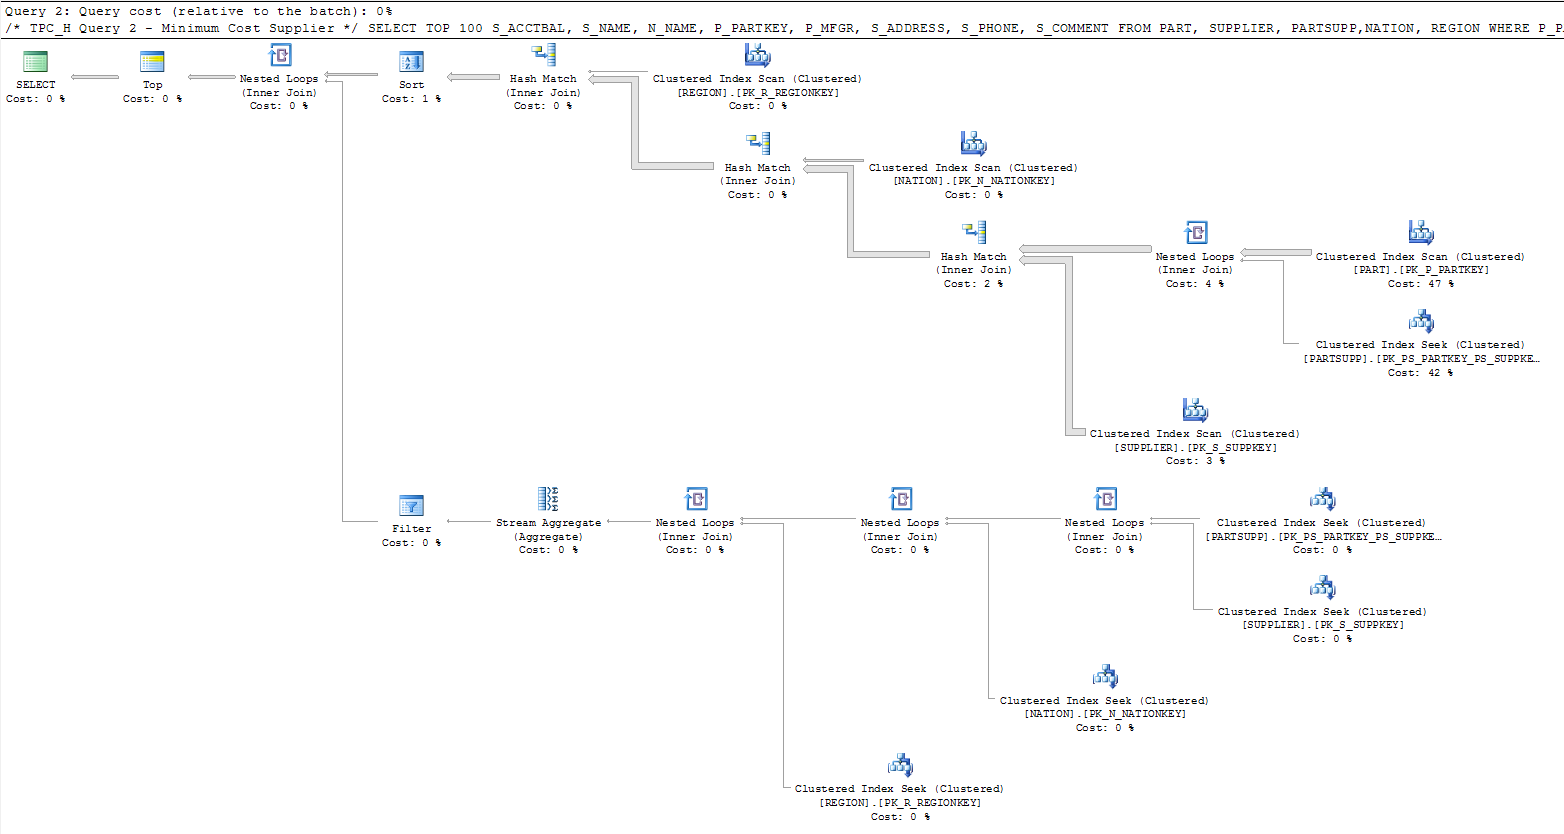 Query 2: Query cost (relative to the batch): 0%
/* TPC_H Query 2 - Minimum Cost Supplier */ SELECT TOP 100 S_ACCTBAL, S_NAME, N_NAME, P_PARTKEY, P_MFGR, S_ADDRESS, S_PHONE, S_COMMENT FROM PART, SUPPLIER, PARTSUPP,NATION, REGION WHERE P_P
SELECT
Cost: 0 %
Top
Cost: 0 %
Nested Loops
(Inner Join)
Cost: 0 %
Sort
Cost: 1 %
Hash Match
(Inner Join)
Cost: 0 %
Clustered Index Scan (Clustered)
[REGION].[PK_R_REGIONKEY]
Cost: 0 %
Hash Match
(Inner Join)
Cost: 0 %
Clustered Index Scan (Clustered)
[NATION].[PK_N_NATIONKEY]
Cost: 0 %
Hash Match
(Inner Join)
Cost: 2 %
Nested Loops
(Inner Join)
Cost: 4 %
Clustered Index Scan (Clustered)
[PART].[PK_P_PARTKEY]
Cost: 47 %
Clustered Index Seek (Clustered)
[PARTSUPP].[PK_PS_PARTKEY_PS_SUPPKE…
Cost: 42 %
Clustered Index Scan (Clustered)
[SUPPLIER].[PK_S_SUPPKEY]
Cost: 3 %
Filter
Cost: 0 %
Stream Aggregate
(Aggregate)
Cost: 0 %
Nested Loops
(Inner Join)
Cost: 0 %
Nested Loops
(Inner Join)
Cost: 0 %
Nested Loops
(Inner Join)
Cost: 0 %
Clustered Index Seek (Clustered)
[PARTSUPP].[PK_PS_PARTKEY_PS_SUPPKE…
Cost: 0 %
Clustered Index Seek (Clustered)
[SUPPLIER].[PK_S_SUPPKEY]
Cost: 0 %
Clustered Index Seek (Clustered)
[NATION].[PK_N_NATIONKEY]
Cost: 0 %
Clustered Index Seek (Clustered)
[REGION].[PK_R_REGIONKEY]
Cost: 0 %